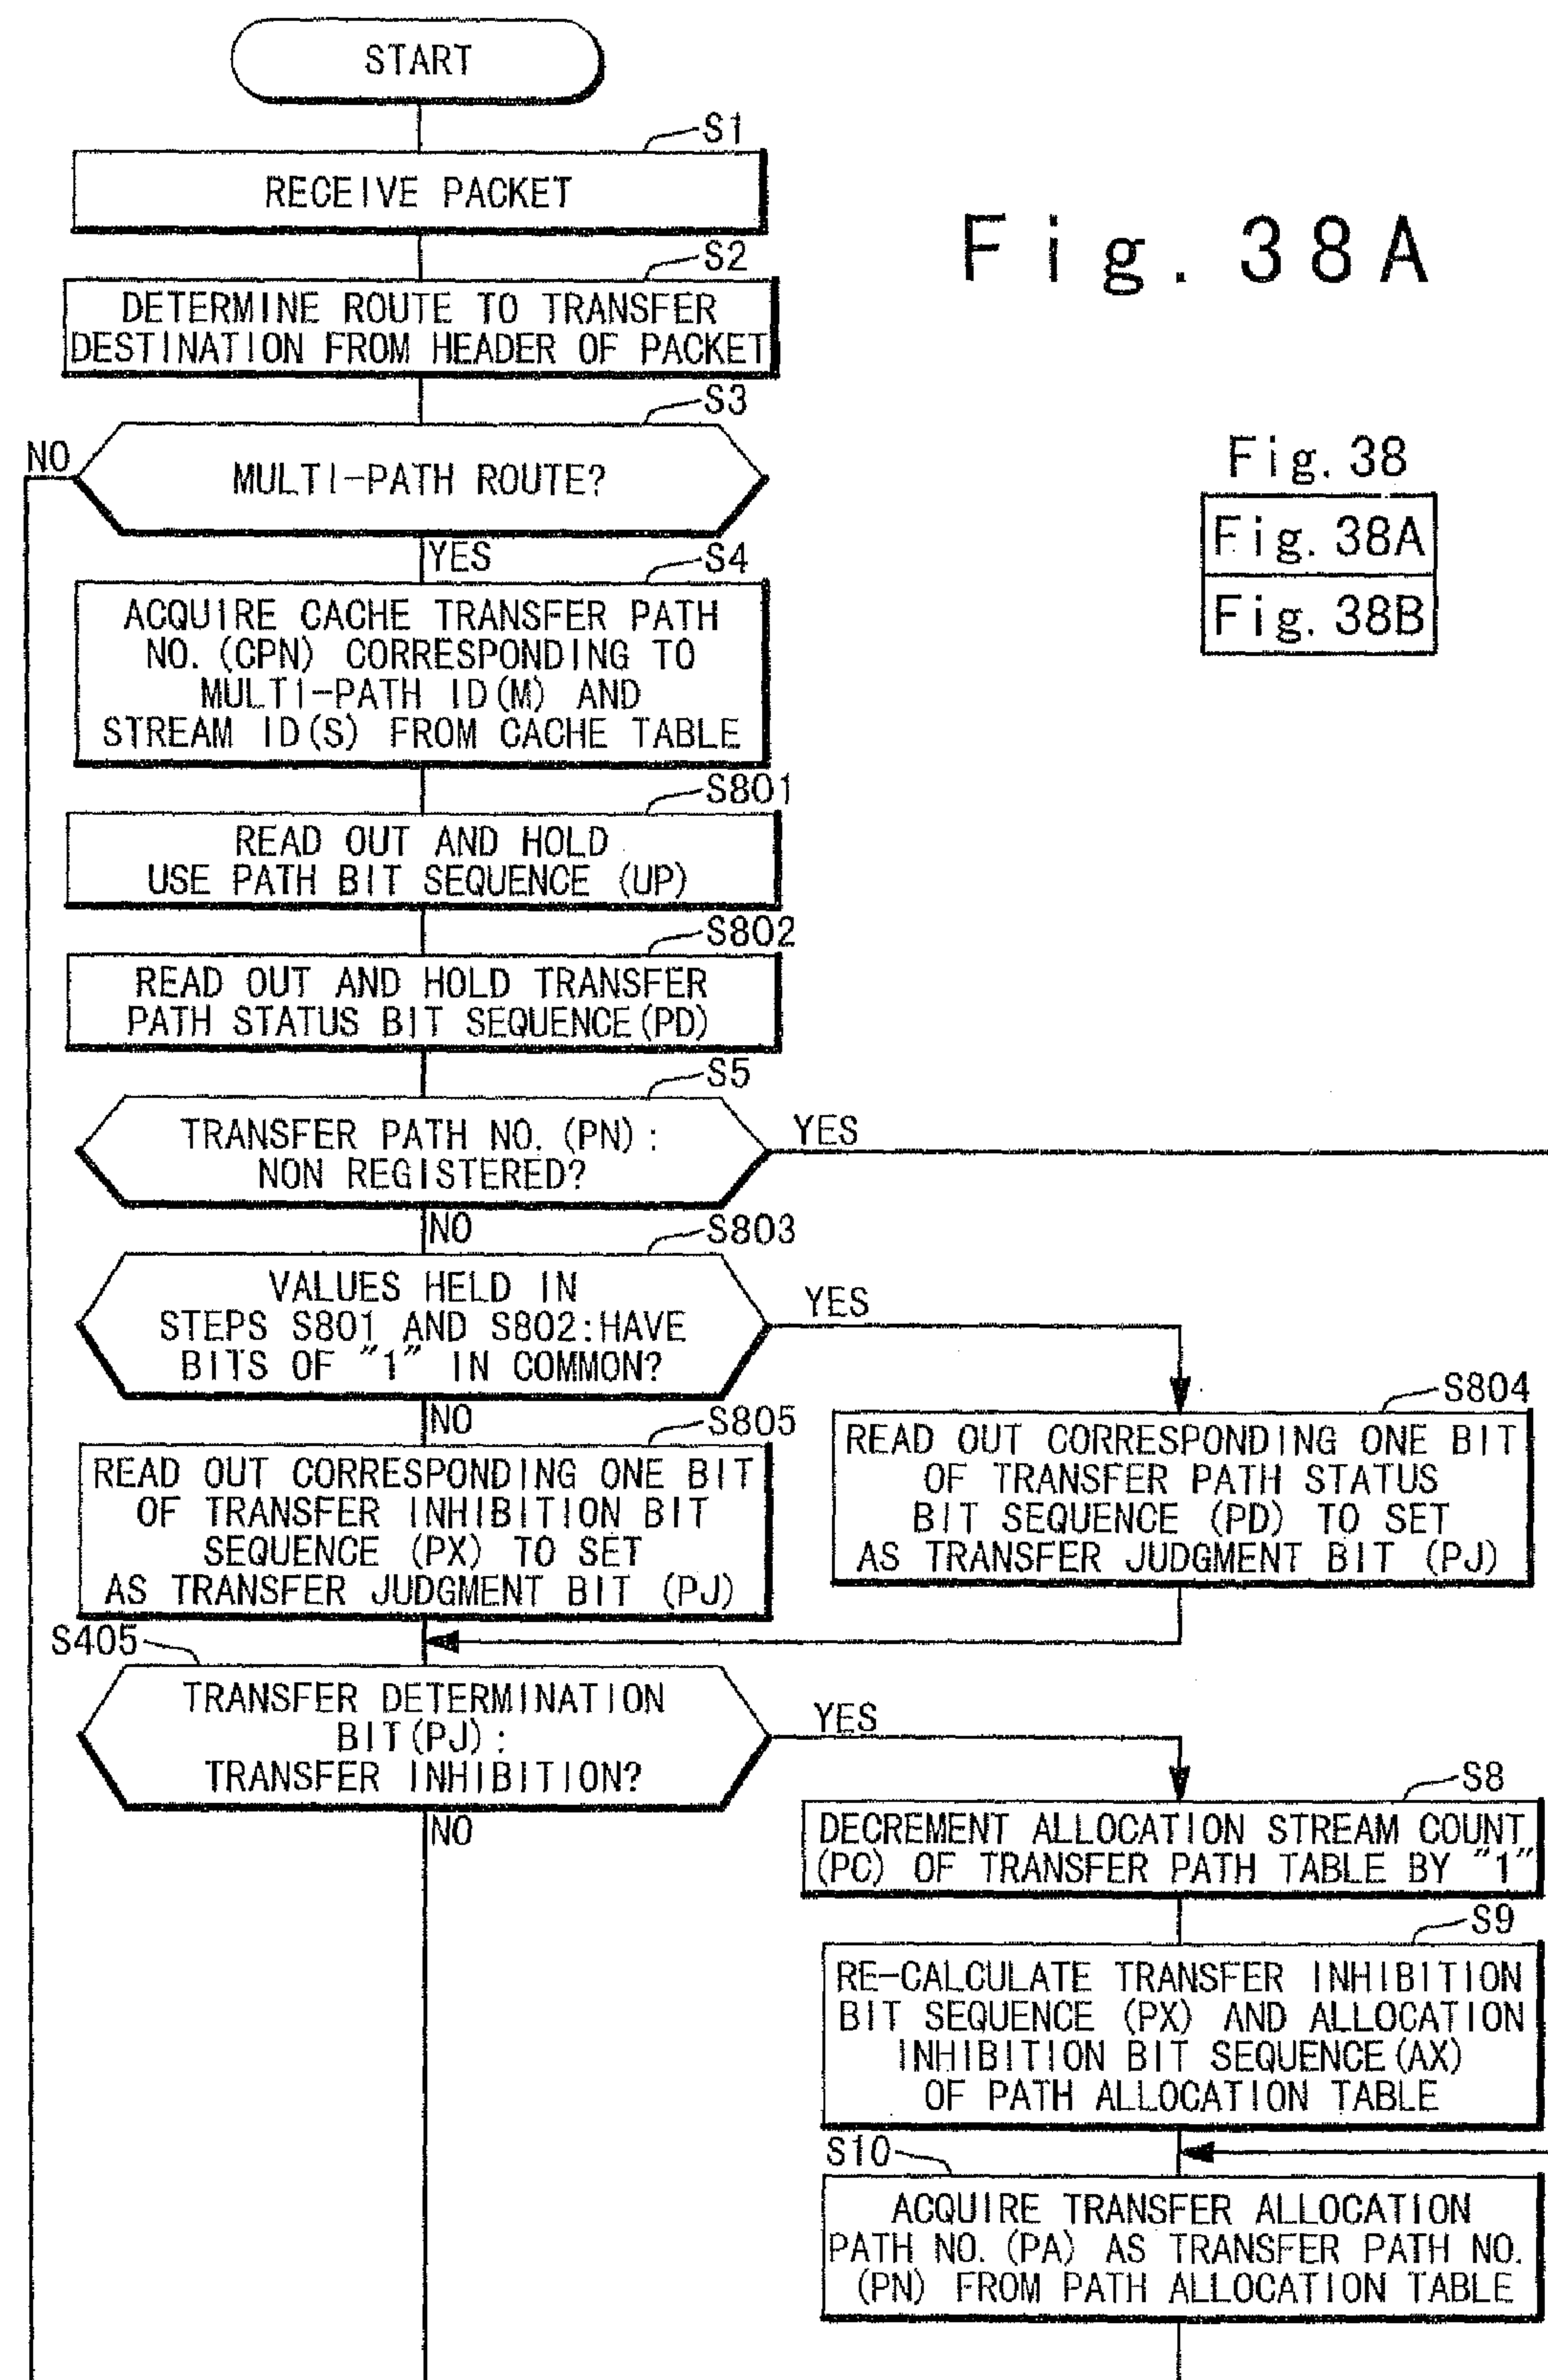 START
S1
RECEIVE PACKET
S2
DETERMINE ROUTE TO TRANSFER
DESTINATION FROM HEADER OF PACKET
Fig. 38A
S3
NO
MULTI-PATH ROUTE?
YES
Fig. 38
Fig. 38A
Fig. 38B
S4
ACQUIRE CACHE TRANSFER PATH
NO. (CPN) CORRESPONDING TO
MULTI-PATH ID(M) AND
STREAM ID(S) FROM CACHE TABLE
S801
READ OUT AND HOLD
USE PATH BIT SEQUENCE (UP)
S802
READ OUT AND HOLD TRANSFER
PATH STATUS BIT SEQUENCE(PD)
S5
TRANSFER PATH NO. (PN):
NON REGISTERED?
YES
NO
S803
VALUES HELD IN
STEPS S801 AND S802:HAVE
BITS OF "1" IN COMMON?
YES
NO
S805
READ OUT CORRESPONDING ONE BIT
OF TRANSFER INHIBITION BIT
SEQUENCE (PX) TO SET
AS TRANSFER JUDGMENT BIT (PJ)
S804
READ OUT CORRESPONDING ONE BIT
OF TRANSFER PATH STATUS
BIT SEQUENCE (PD) TO SET
AS TRANSFER JUDGMENT BIT (PJ)
S405
TRANSFER DETERMINATION
BIT(PJ):
TRANSFER INHIBITION?
YES
NO
S8
DECREMENT ALLOCATION STREAM COUNT
(PC) OF TRANSFER PATH TABLE BY "1"
S9
RE-CALCULATE TRANSFER INHIBITION
BIT SEQUENCE (PX) AND ALLOCATION
INHIBITION BIT SEQUENCE(AX)
OF PATH ALLOCATION TABLE
S10
ACQUIRE TRANSFER ALLOCATION
PATH NO. (PA) AS TRANSFER PATH NO.
(PN) FROM PATH ALLOCATION TABLE